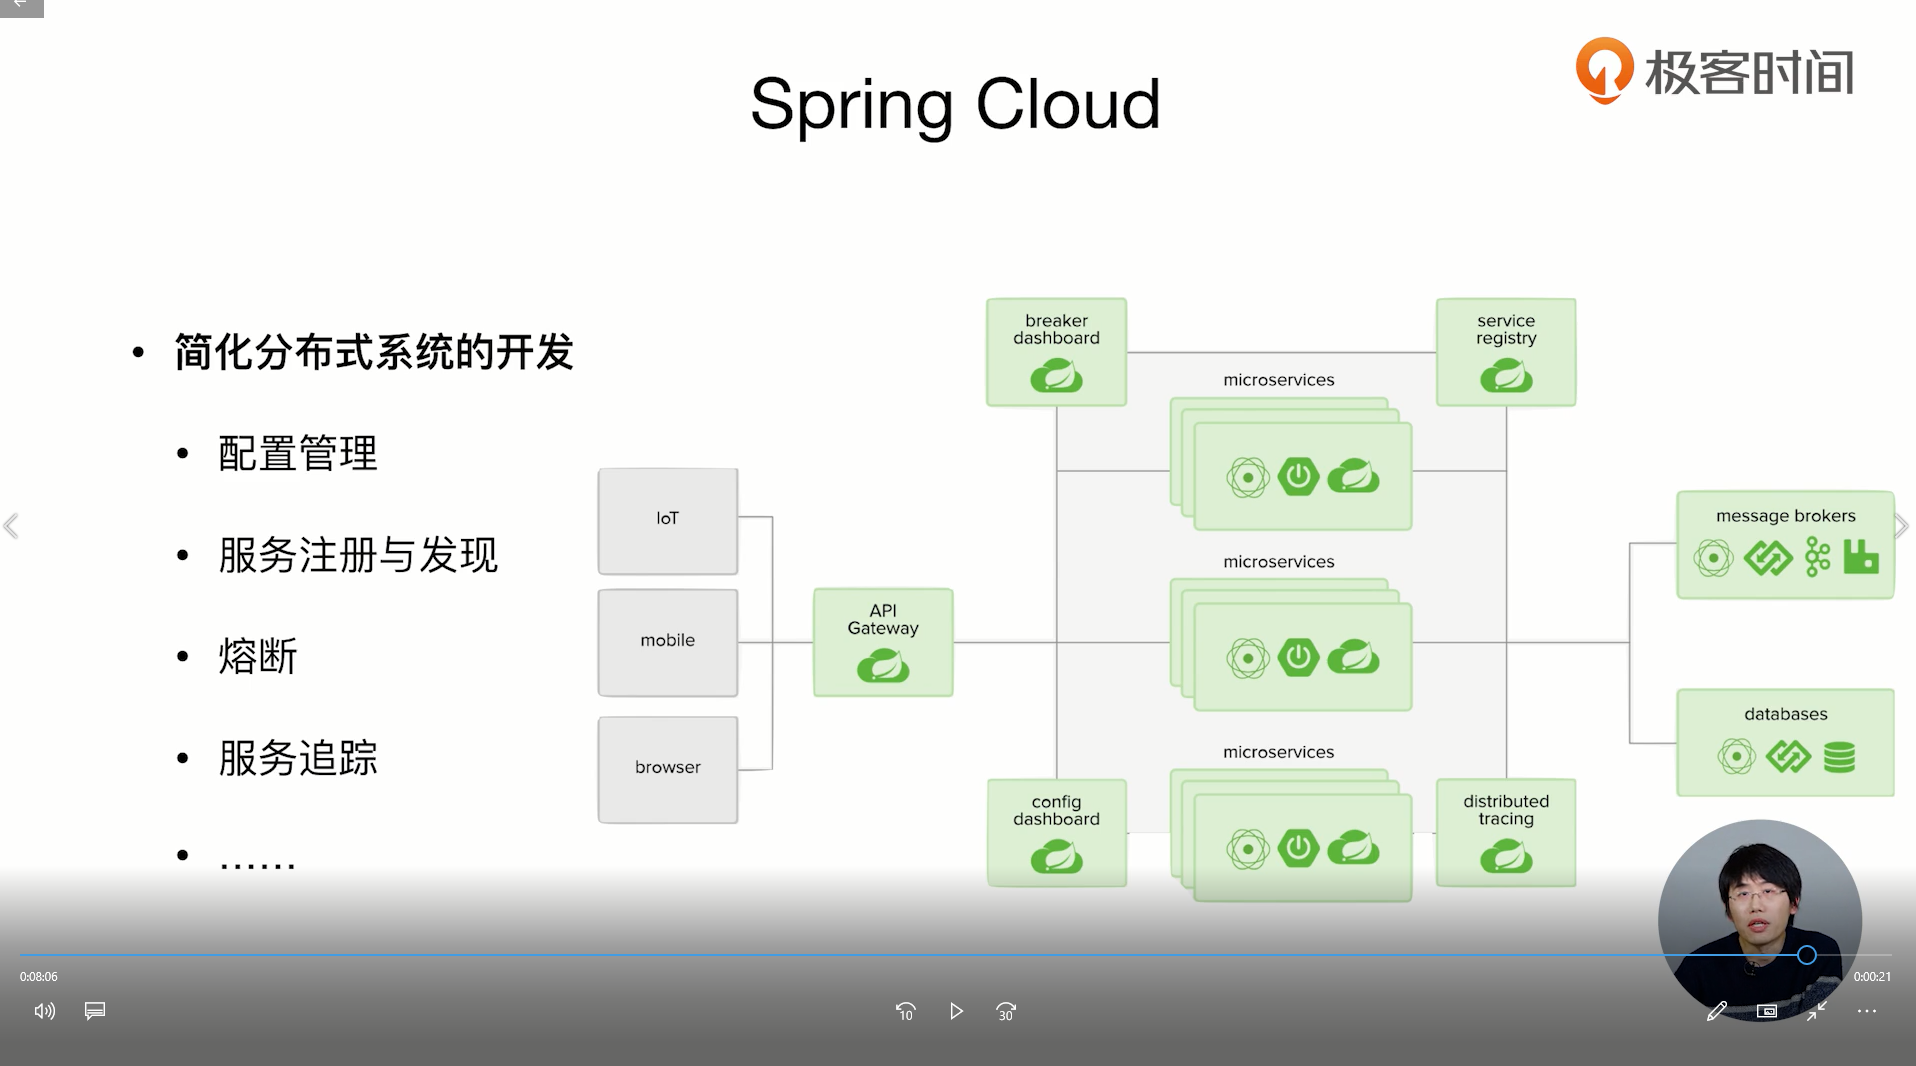 极客时间
Spring Cloud
• 简化分布式系统的开发
• 配置管理
• 服务注册与发现
• 熔断
• 服务追踪
• ......
IoT
mobile
browser
API
Gateway
breaker
dashboard
service
registry
microservices
microservices
microservices
config
dashboard
distributed
tracing
message brokers
databases
0:08:06
0:00:21
10
30